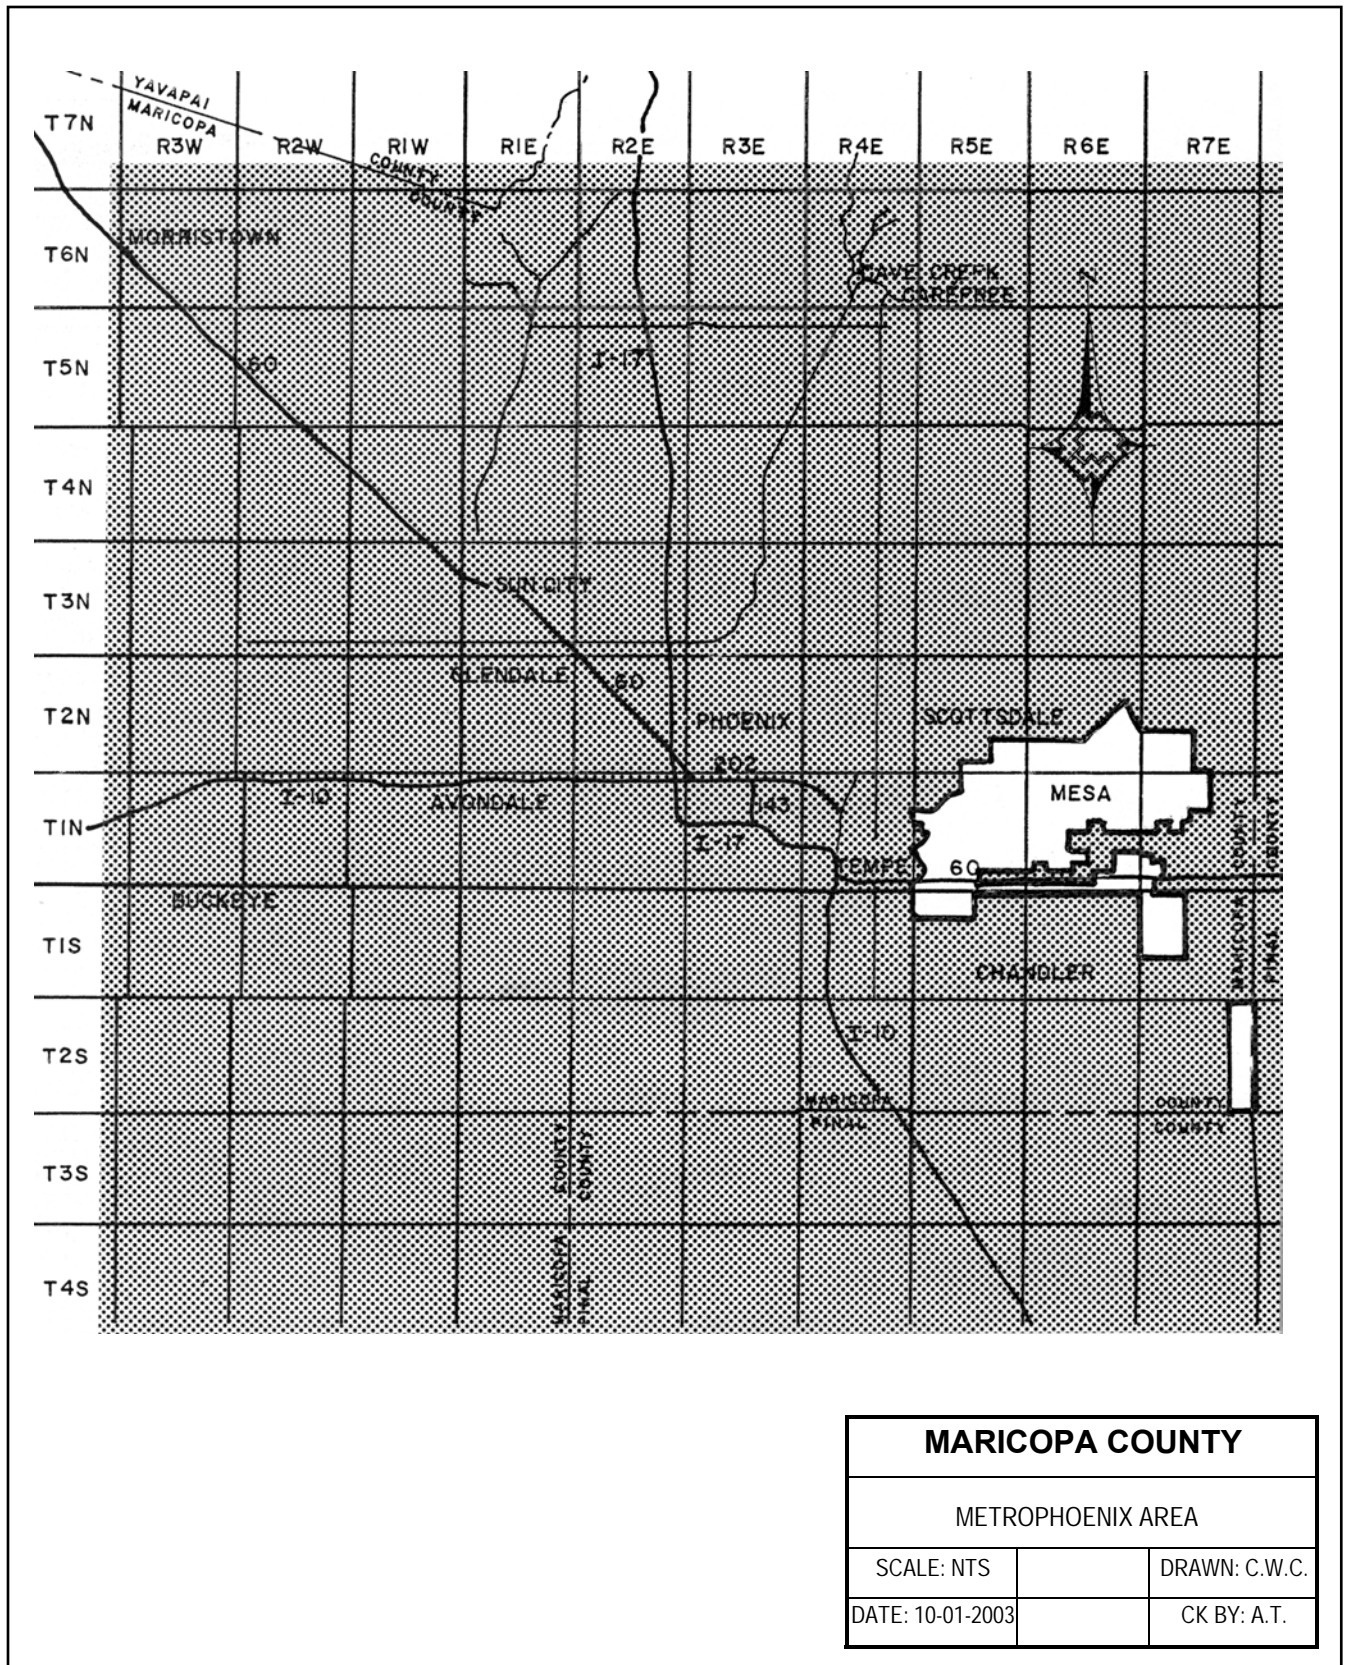 YAVAPAI
MARICOPA
COUNTY
COUNTY
T7N
R3W R2W R1W R1E R2E R3E R4E R5E R6E R7E
MORRISTOWN
T6N
CAVE CREEK
CAREFREE
N
T5N
60
I-17
T4N
SUN CITY
T3N
GLENDALE
60
T2N
PHOENIX
SCOTTSDALE
202
I-10
AVONDALE
143
MESA
T1N
I-17
TEMPE
60
MARICOPA COUNTY
PINAL COUNTY
BUCKEYE
T1S
CHANDLER
I-10
T2S
MARICOPA
PINAL
COUNTY
COUNTY
MARICOPA COUNTY
PINAL COUNTY
T3S
T4S
MARICOPA COUNTY
METROPHOENIX AREA
SCALE: NTS
DRAWN: C.W.C.
DATE: 10-01-2003
CK BY: A.T.